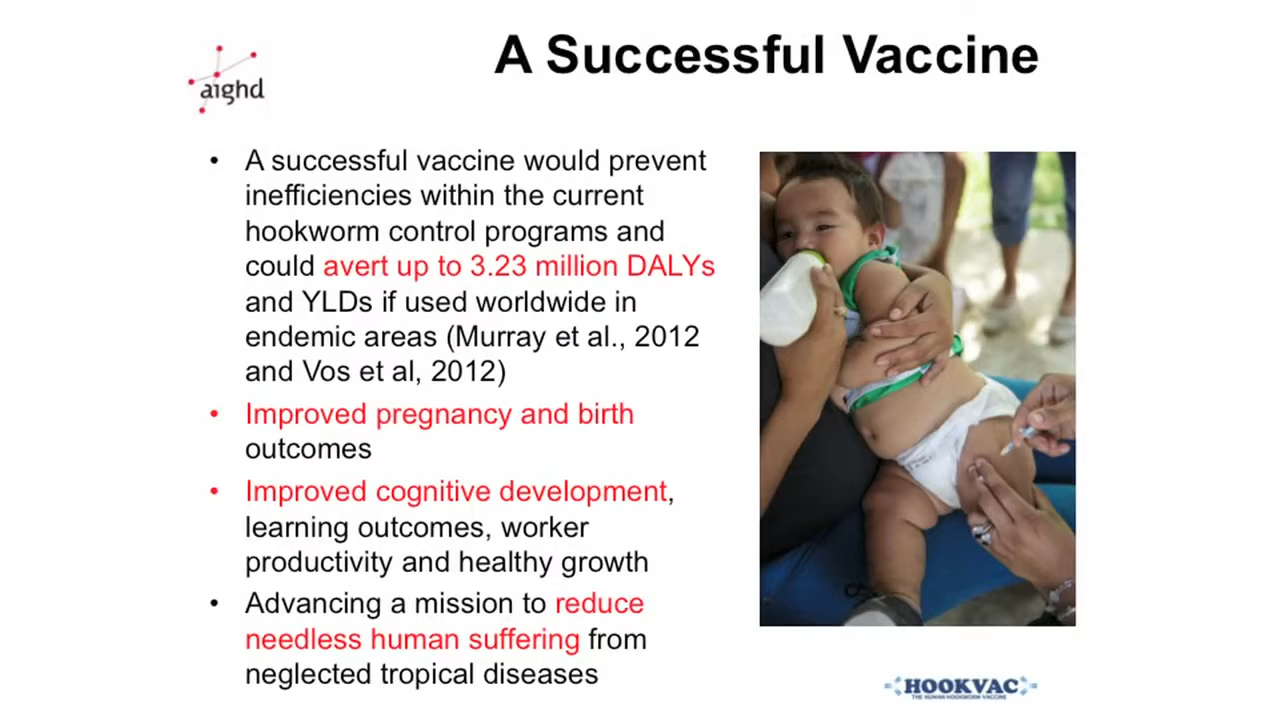 A Successful Vaccine
aighd
• A successful vaccine would prevent
inefficiencies within the current
hookworm control programs and
could avert up to 3.23 million DALYs
and YLDs if used worldwide in
endemic areas (Murray et al., 2012
and Vos et al, 2012)
• Improved pregnancy and birth
outcomes
• Improved cognitive development,
learning outcomes, worker
productivity and healthy growth
• Advancing a mission to reduce
needless human suffering from
neglected tropical diseases
HOOKVAC
THE HUMAN HOOKWORM VACCINE